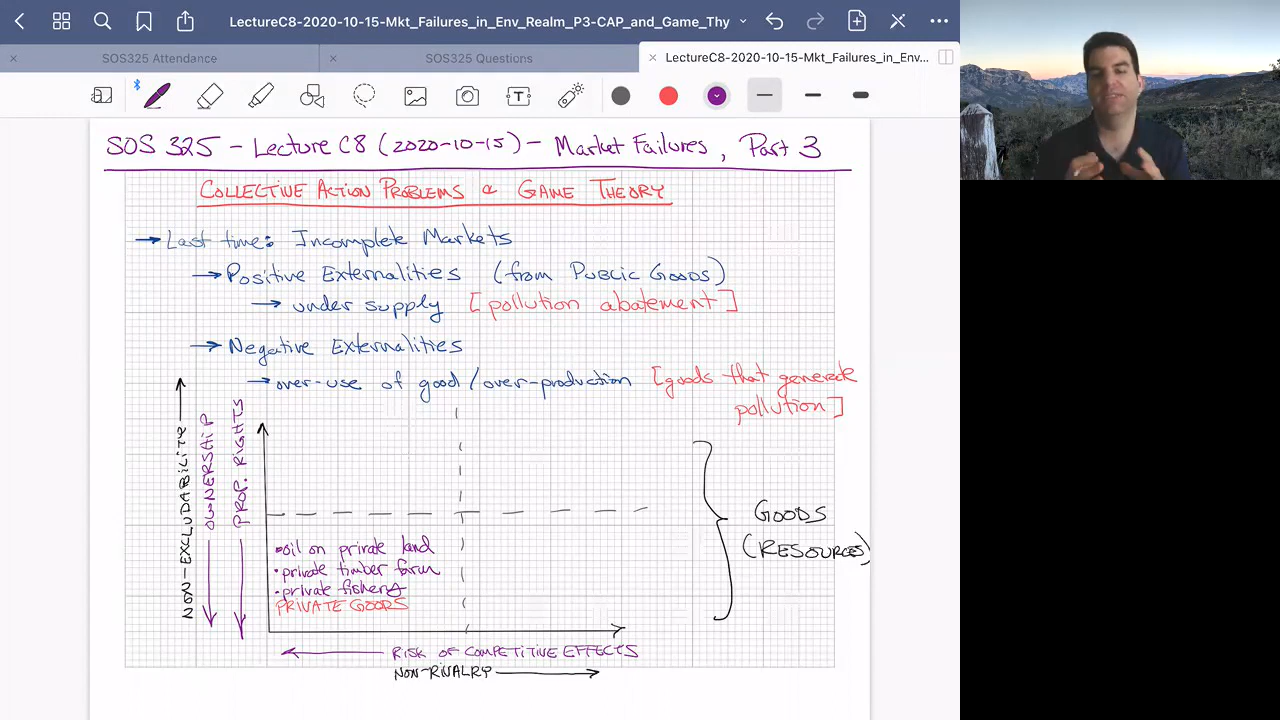 LectureC8-2020-10-15-Mkt_Failures_in_Env_Realm_P3-CAP_and_Game_Thy
SOS325 Attendance
SOS325 Questions
LectureC8-2020-10-15-Mkt_Failures_in_Env...
SOS 325 - Lecture C8 (2020-10-15) - Market Failures, Part 3
COLLECTIVE ACTION PROBLEMS & GAME THEORY
→ Last time: Incomplete Markets
→ Positive Externalities (from PUBLIC GOODS)
→ under supply [pollution abatement]
→ Negative Externalities
→ over-use of good/over-production [goods that generate
pollution]
NON-EXCLUDABILITY →
← OWNERSHIP
← PROP. RIGHTS
• oil on private land
• private timber farm
• private fishery
PRIVATE GOODS
GOODS
(RESOURCES)
← RISK OF COMPETITIVE EFFECTS
NON-RIVALRY →